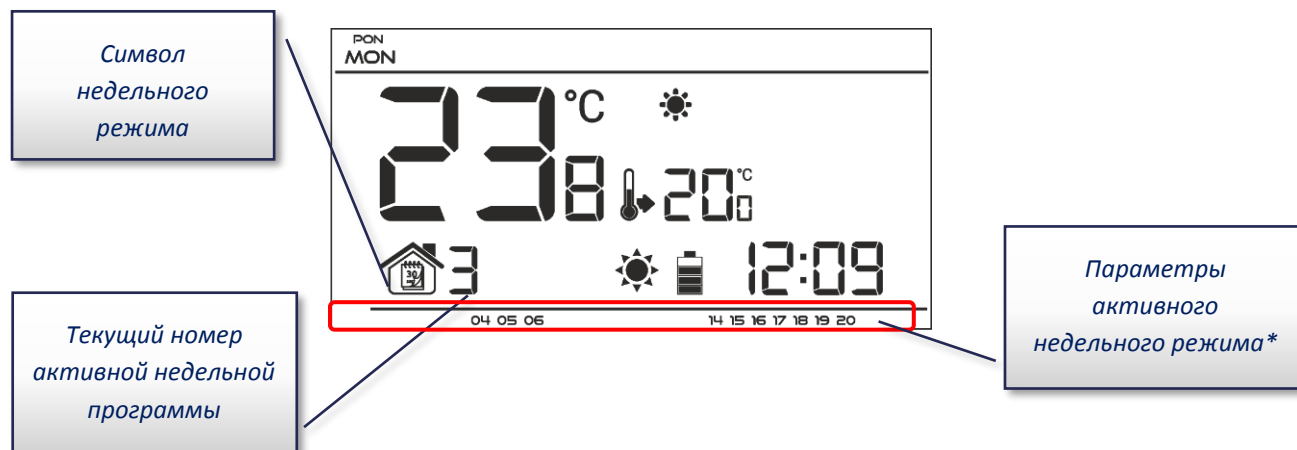 Символ
недельного
режима
PON
MON
23 8 °C
20 0 °C
30
3
12:09
04 05 06 14 15 16 17 18 19 20
Текущий номер
активной недельной
программы
Параметры
активного
недельного режима*